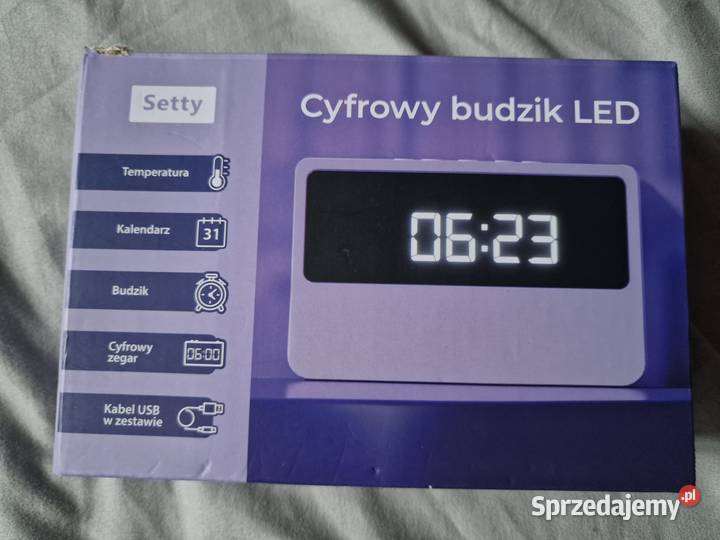 Setty
Cyfrowy budzik LED
Temperatura
Kalendarz
31
Budzik
Cyfrowy
zegar
06:00
Kabel USB
w zestawie
06:23
Sprzedajemy.pl